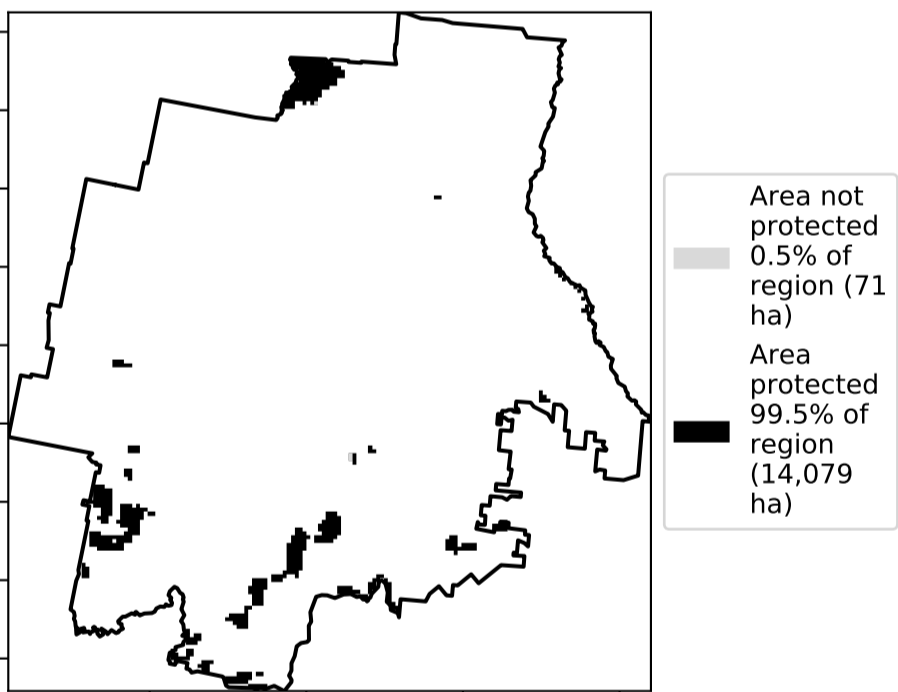 Area not
protected
0.5% of
region (71
ha)
Area
protected
99.5% of
region
(14,079
ha)